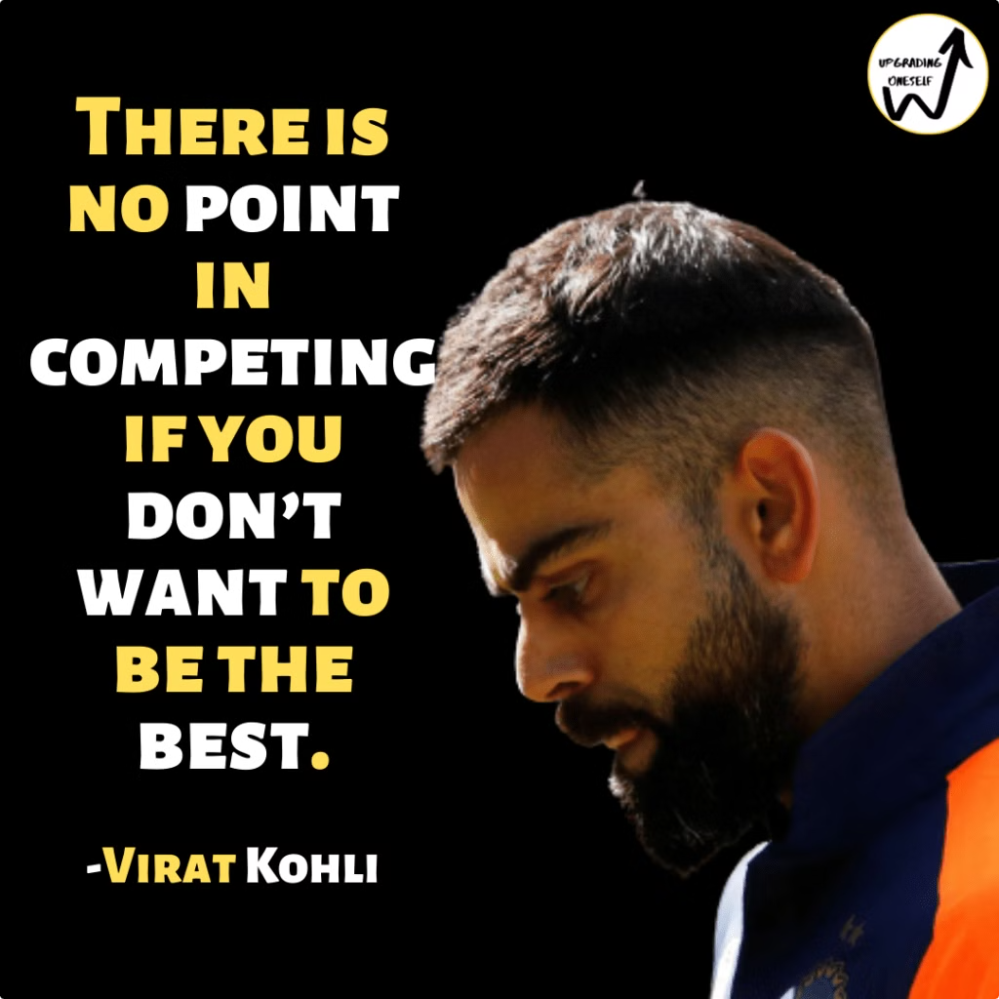 THERE IS
NO POINT
IN
COMPETING
IF YOU
DON’T
WANT TO
BE THE
BEST.
-VIRAT KOHLI
UPGRADING
ONESELF